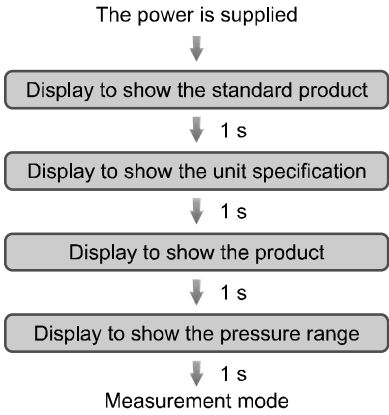 The power is supplied
Display to show the standard product
1 s
Display to show the unit specification
1 s
Display to show the product
1 s
Display to show the pressure range
1 s
Measurement mode